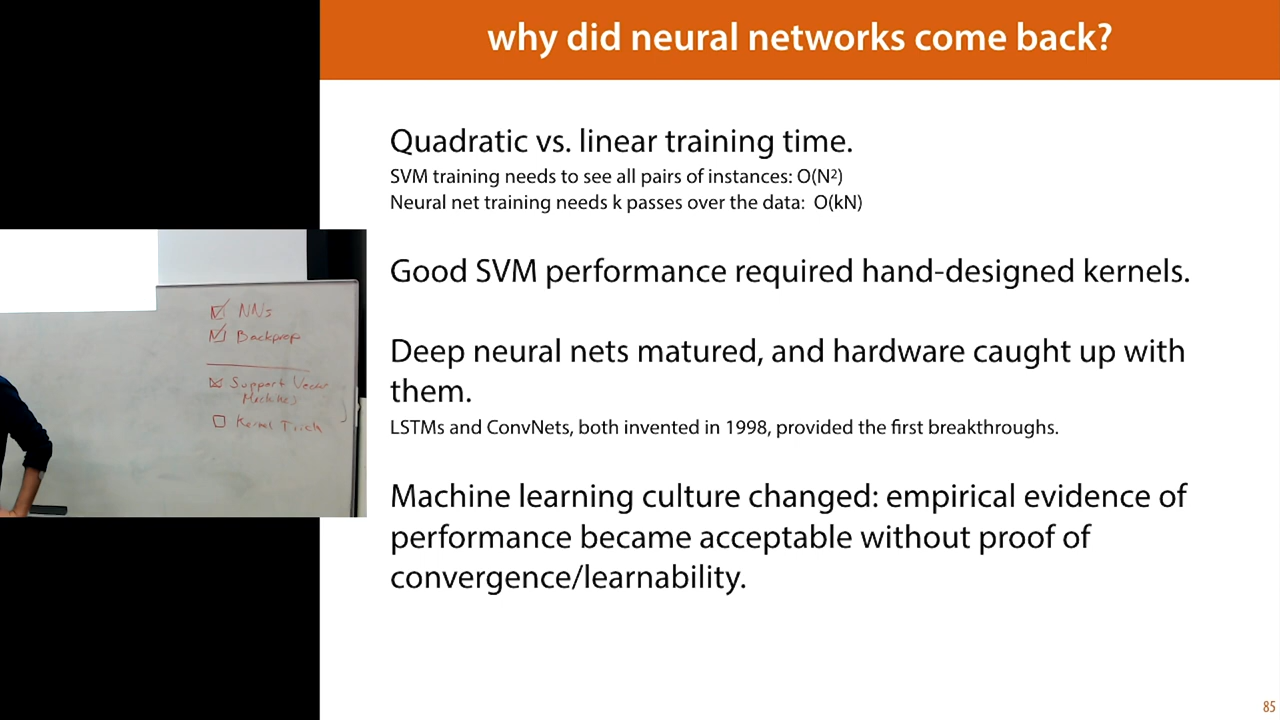 why did neural networks come back?
Quadratic vs. linear training time.
SVM training needs to see all pairs of instances: O(N²)
Neural net training needs k passes over the data: O(kN)
Good SVM performance required hand-designed kernels.
Deep neural nets matured, and hardware caught up with
them.
LSTMs and ConvNets, both invented in 1998, provided the first breakthroughs.
Machine learning culture changed: empirical evidence of
performance became acceptable without proof of
convergence/learnability.
85
NNs
Backprop
Support Vector
Machines
Kernel Trick